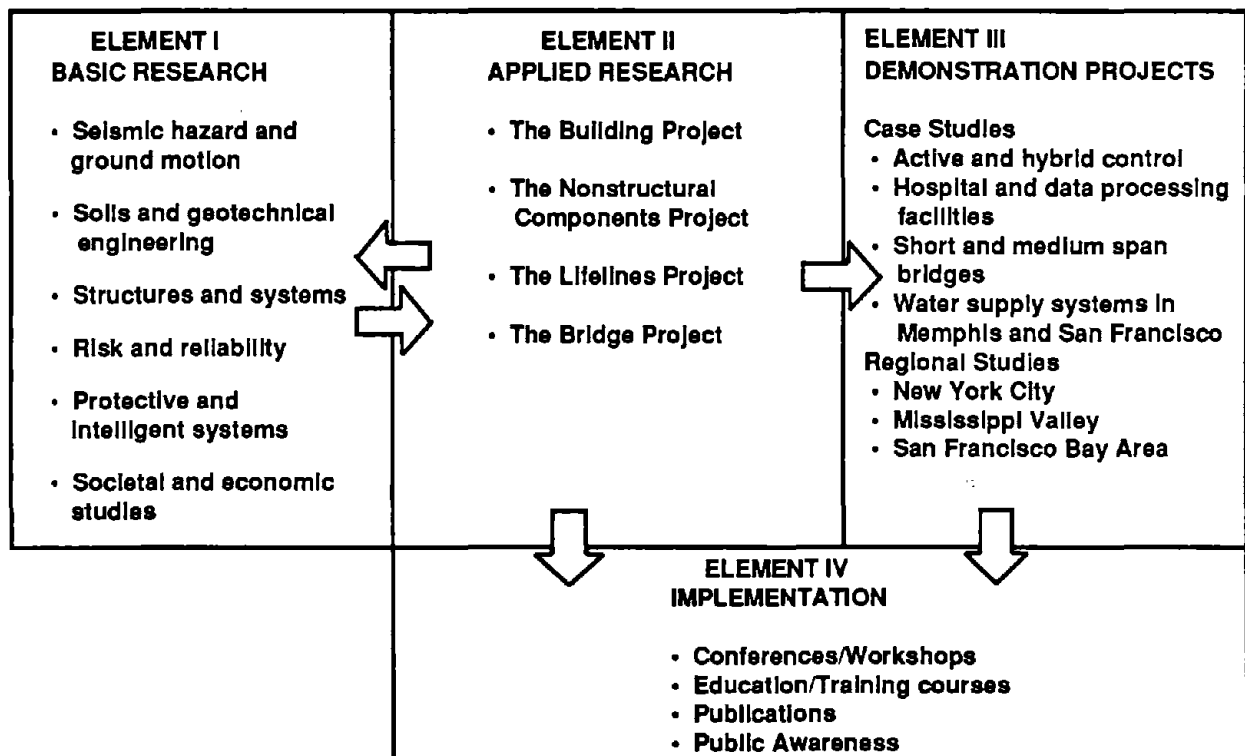 ELEMENT I
BASIC RESEARCH
• Seismic hazard and
ground motion
• Soils and geotechnical
engineering
• Structures and systems
• Risk and reliability
• Protective and
intelligent systems
• Societal and economic
studies
ELEMENT II
APPLIED RESEARCH
• The Building Project
• The Nonstructural
Components Project
• The Lifelines Project
• The Bridge Project
ELEMENT III
DEMONSTRATION PROJECTS
Case Studies
• Active and hybrid control
• Hospital and data processing
facilities
• Short and medium span
bridges
• Water supply systems in
Memphis and San Francisco
Regional Studies
• New York City
• Mississippi Valley
• San Francisco Bay Area
ELEMENT IV
IMPLEMENTATION
• Conferences/Workshops
• Education/Training courses
• Publications
• Public Awareness